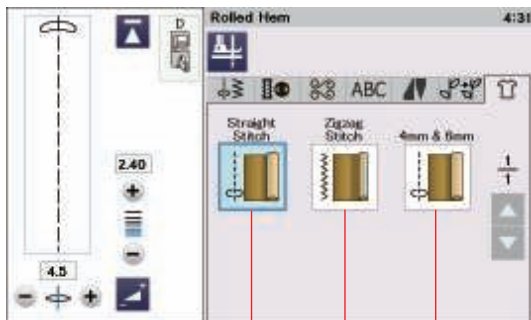 D
2.40
4.5
Rolled Hem 4:31
ABC
Straight Stitch
Zigzag Stitch
4mm & 6mm
1
1